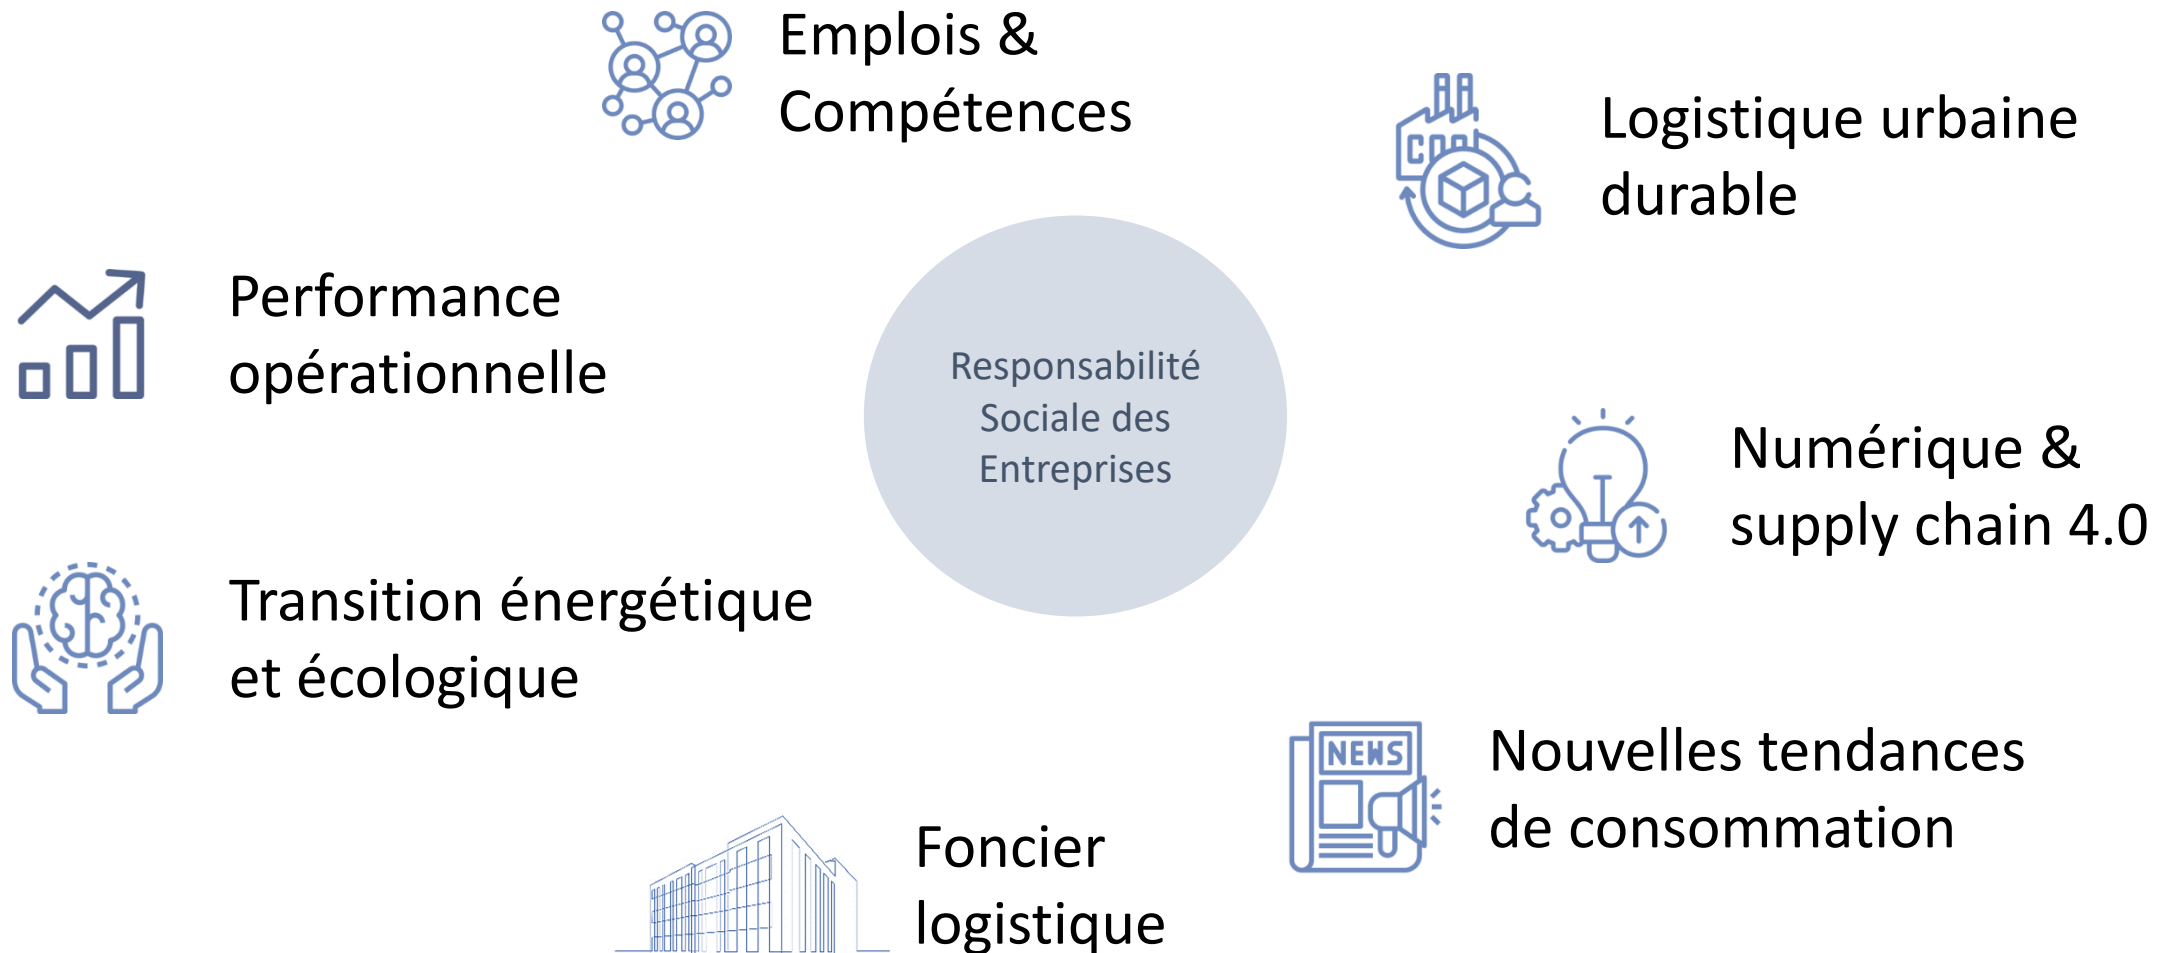 Emplois &
Compétences
Logistique urbaine
durable
Performance
opérationnelle
Responsabilité
Sociale des
Entreprises
Numérique &
supply chain 4.0
Transition énergétique
et écologique
NEWS
Nouvelles tendances
de consommation
Foncier
logistique